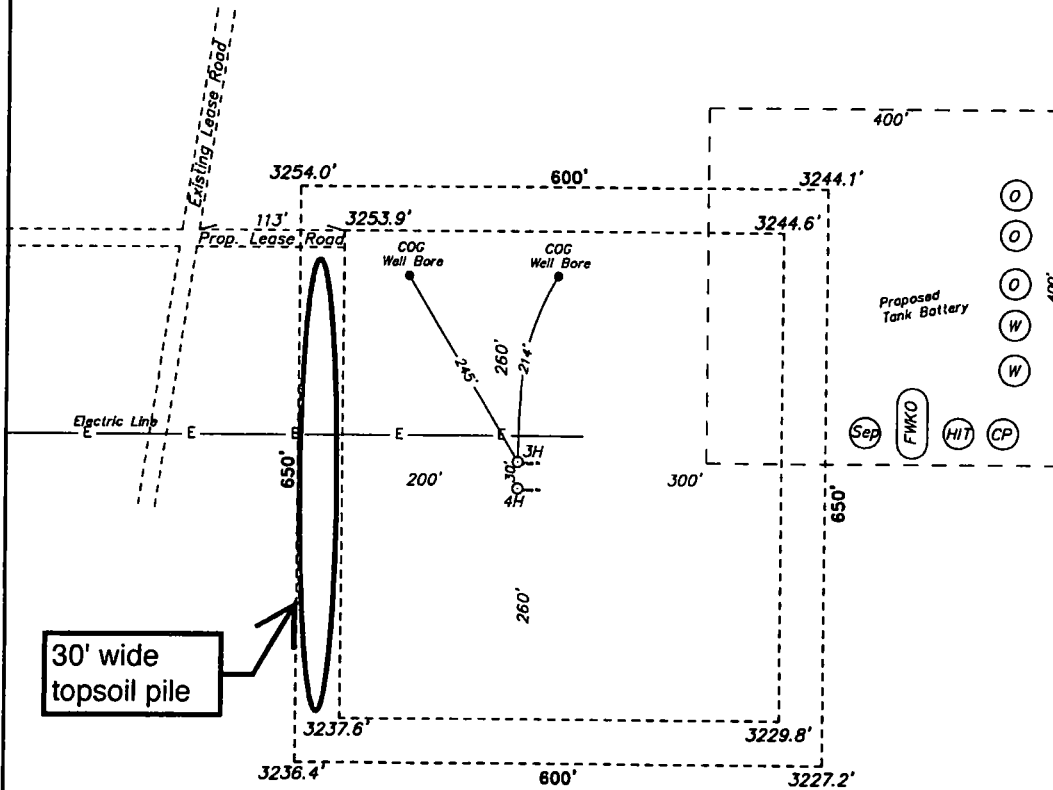 Existing Lease Road
400'
3254.0'
600'
3244.1'
113'
3253.9'
3244.6'
Prop. Lease Road
COG
Well Bore
COG
Well Bore
O
O
O
W
W
400'
Proposed
Tank Battery
260'
245'
214'
Electric Line
E
E
E
E
E
Sep
FWKO
H|T
CP
3H
30'
4H
650'
200'
300'
650'
260'
30' wide
topsoil pile
3237.6'
3229.8'
3236.4'
600'
3227.2'